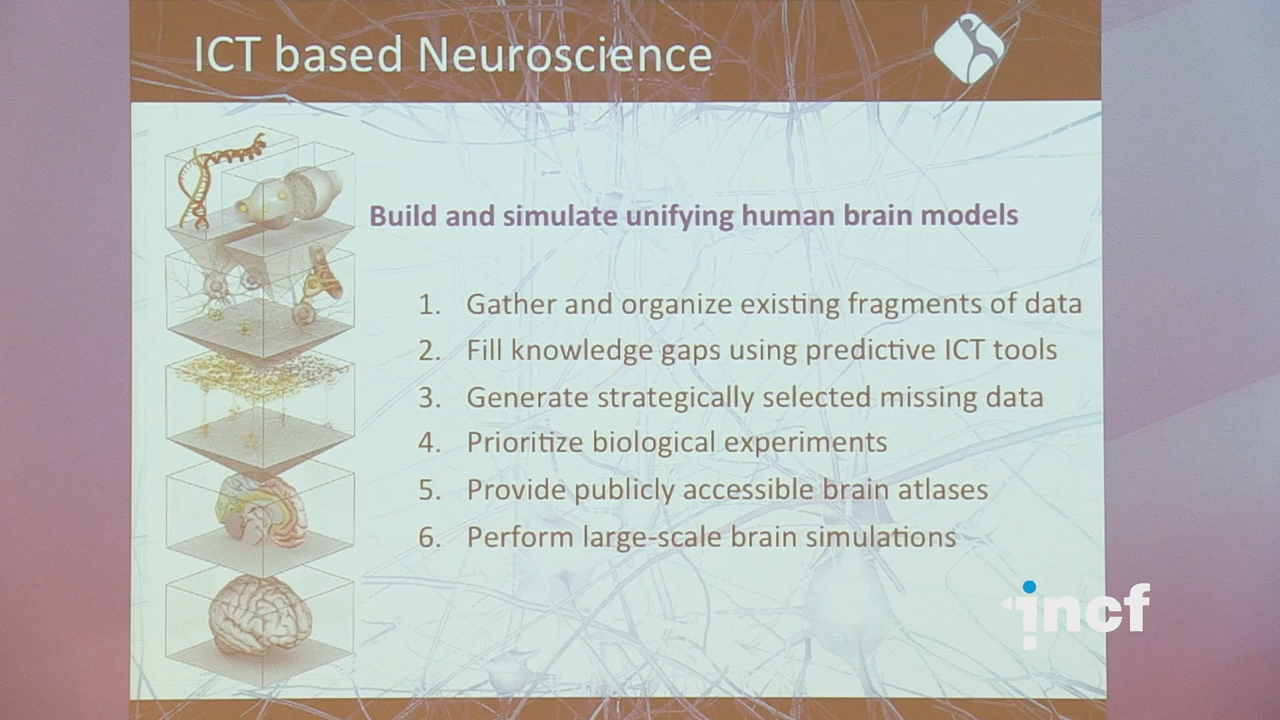 ICT based Neuroscience
Build and simulate unifying human brain models
1. Gather and organize existing fragments of data
2. Fill knowledge gaps using predictive ICT tools
3. Generate strategically selected missing data
4. Prioritize biological experiments
5. Provide publicly accessible brain atlases
6. Perform large-scale brain simulations
incf